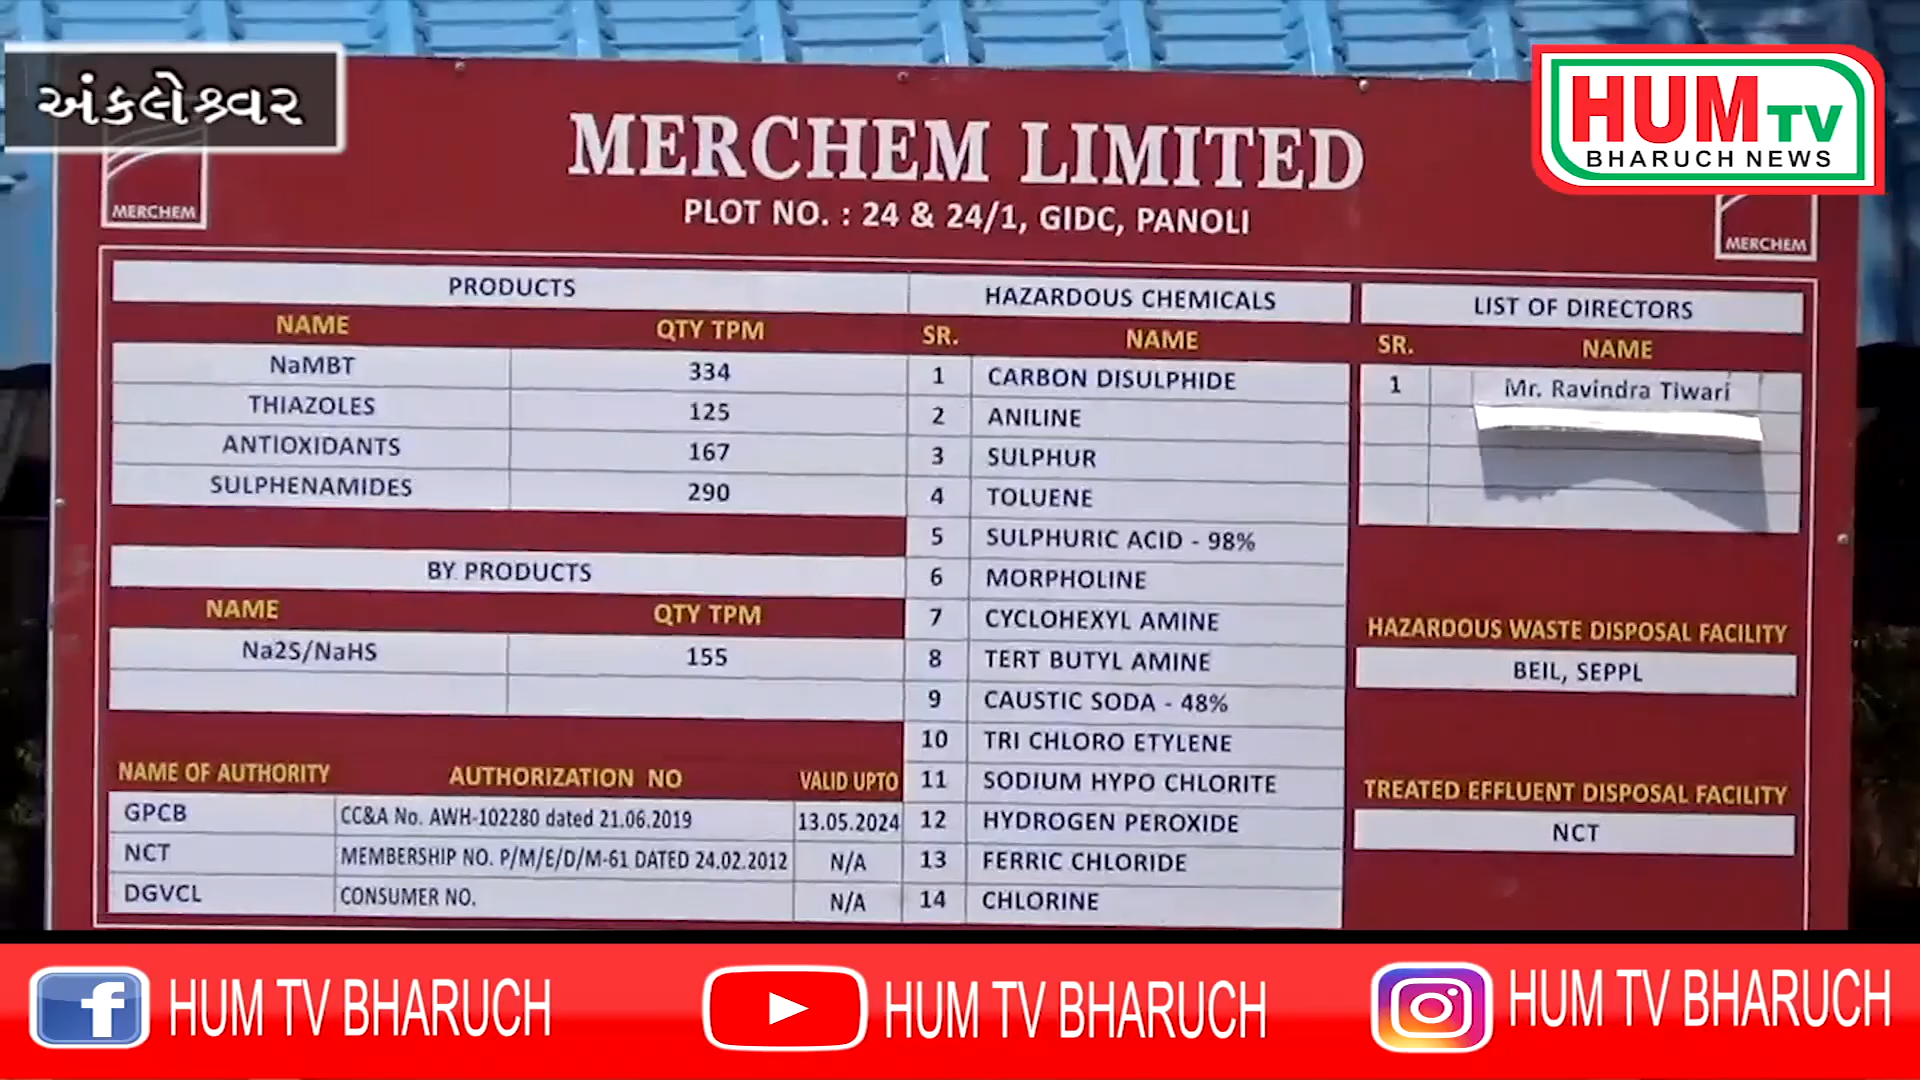 અંકલેશ્વર
HUM TV
BHARUCH NEWS
MERCHEM LIMITED
PLOT NO. : 24 & 24/1, GIDC, PANOLI
MERCHEM
MERCHEM
PRODUCTS
NAME QTY TPM
NaMBT 334
THIAZOLES 125
ANTIOXIDANTS 167
SULPHENAMIDES 290
BY PRODUCTS
NAME QTY TPM
Na2S/NaHS 155
NAME OF AUTHORITY AUTHORIZATION NO VALID UPTO
GPCB CC&A No. AWH-102280 dated 21.06.2019 13.05.2024
NCT MEMBERSHIP NO. P/M/E/D/M-61 DATED 24.02.2012 N/A
DGVCL CONSUMER NO. N/A
HAZARDOUS CHEMICALS
SR. NAME
1 CARBON DISULPHIDE
2 ANILINE
3 SULPHUR
4 TOLUENE
5 SULPHURIC ACID - 98%
6 MORPHOLINE
7 CYCLOHEXYL AMINE
8 TERT BUTYL AMINE
9 CAUSTIC SODA - 48%
10 TRI CHLORO ETYLENE
11 SODIUM HYPO CHLORITE
12 HYDROGEN PEROXIDE
13 FERRIC CHLORIDE
14 CHLORINE
LIST OF DIRECTORS
SR. NAME
1 Mr. Ravindra Tiwari
HAZARDOUS WASTE DISPOSAL FACILITY
BEIL, SEPPL
TREATED EFFLUENT DISPOSAL FACILITY
NCT
f HUM TV BHARUCH
HUM TV BHARUCH
HUM TV BHARUCH